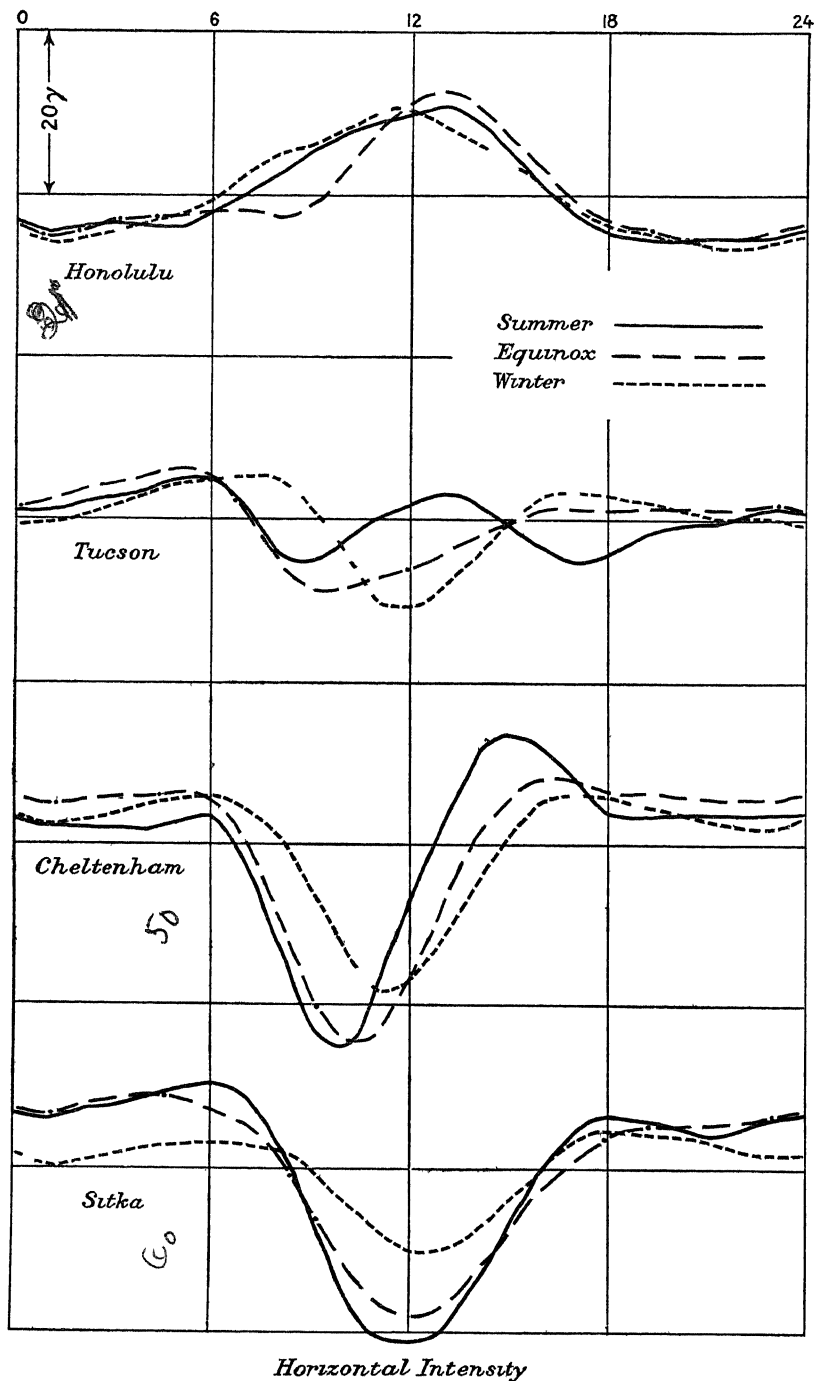 0 6 12 18 24
20γ
Honolulu
Summer
Equinox
Winter
Tucson
Cheltenham
50
Sitka
60
Horizontal Intensity